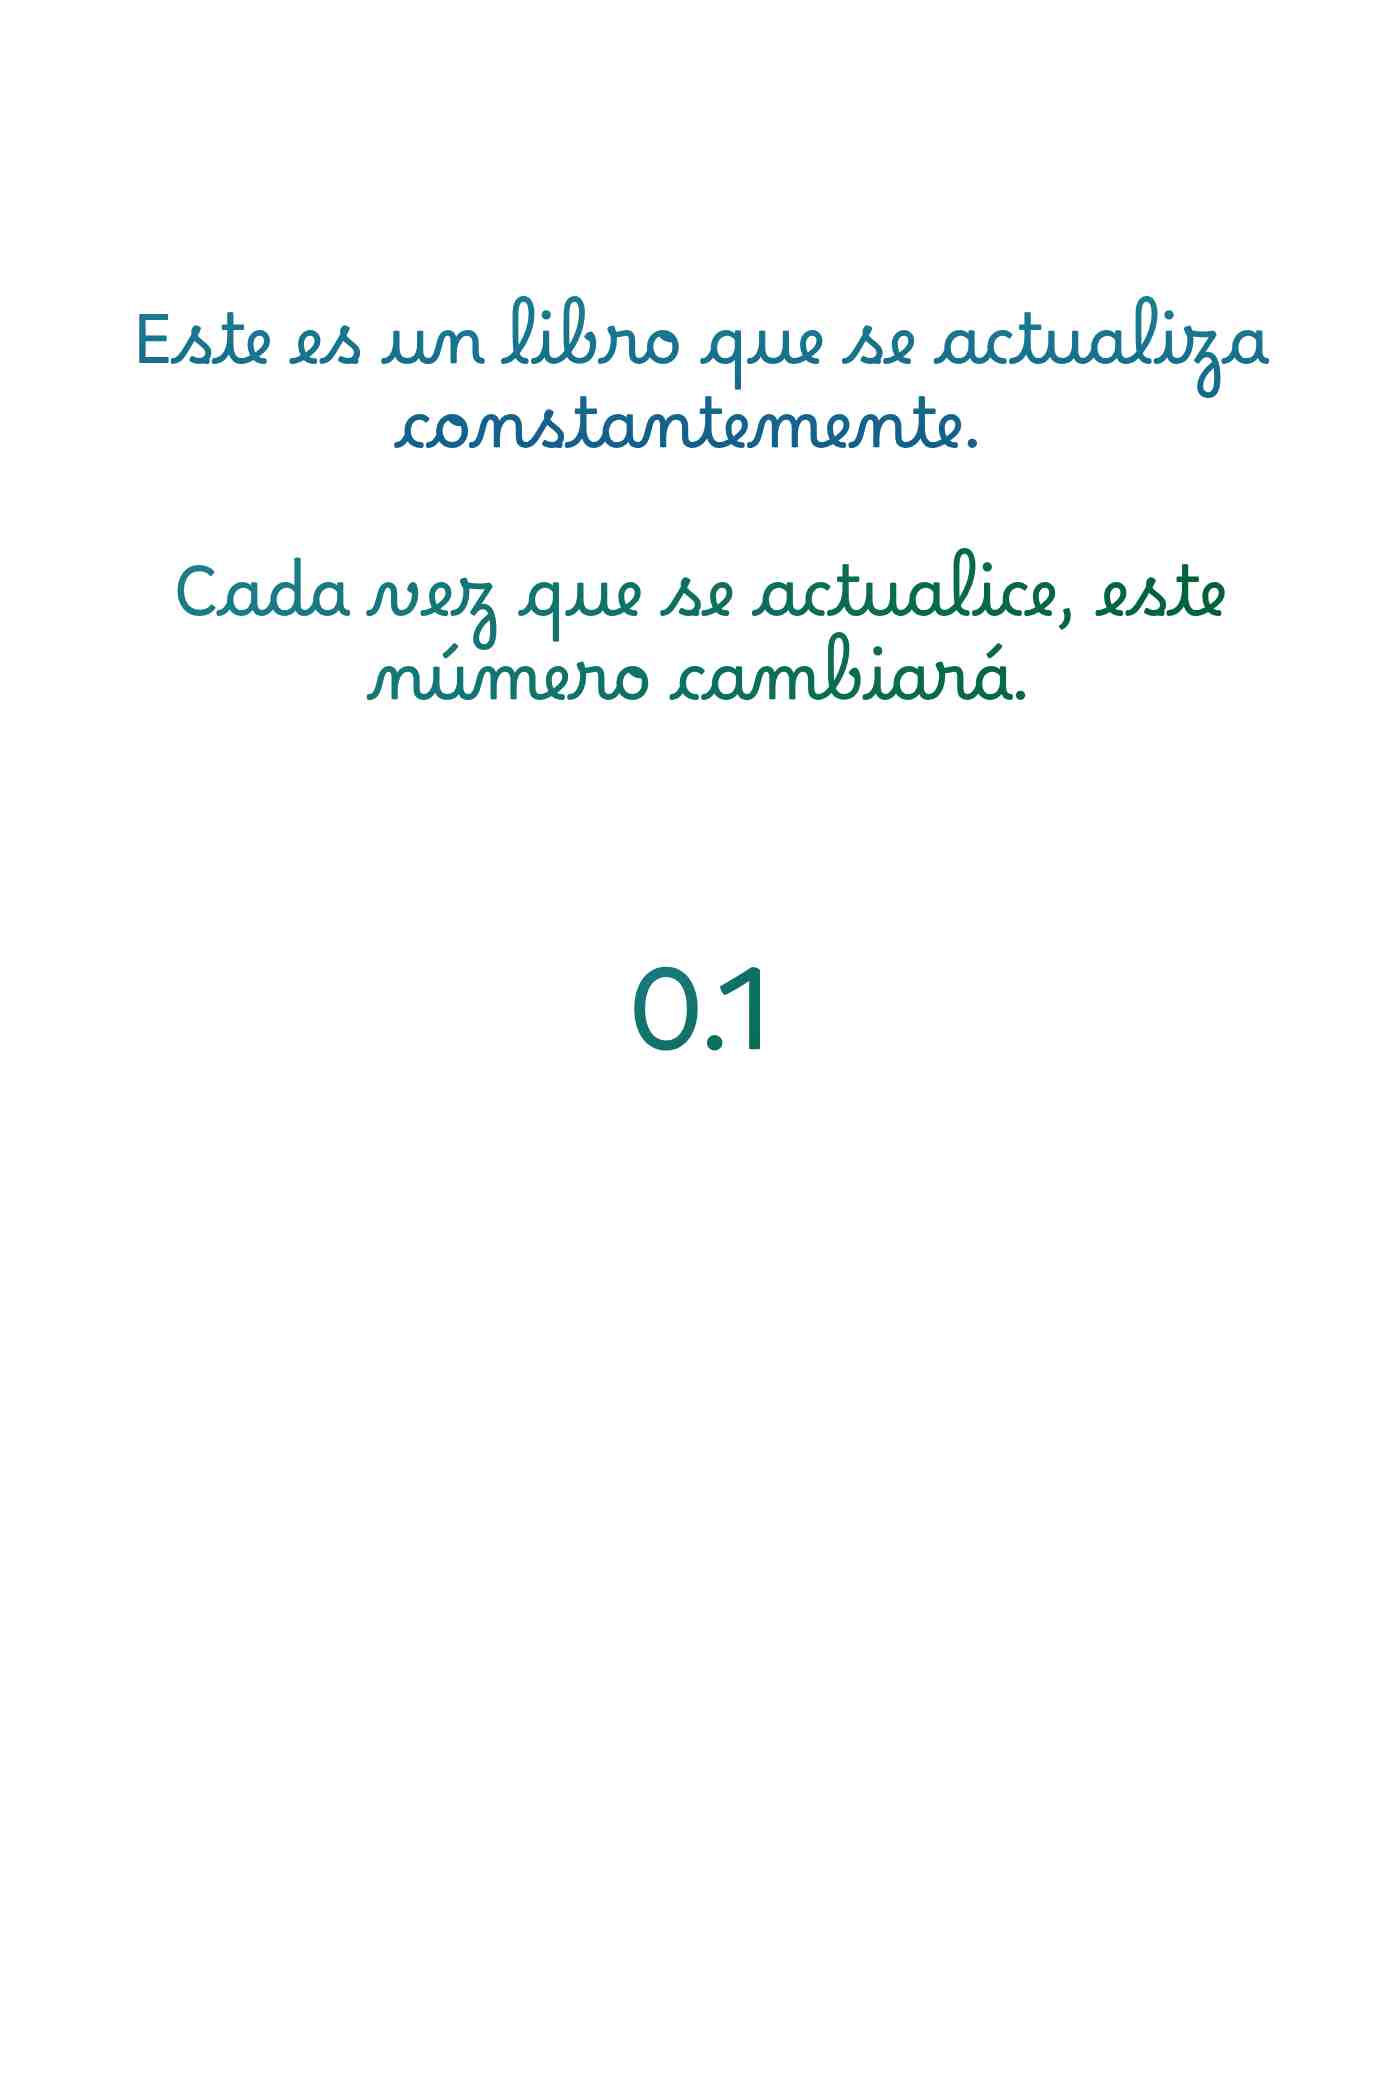 Este es un libro que se actualiza
constantemente.
Cada vez que se actualice, este
número cambiará.
0.1